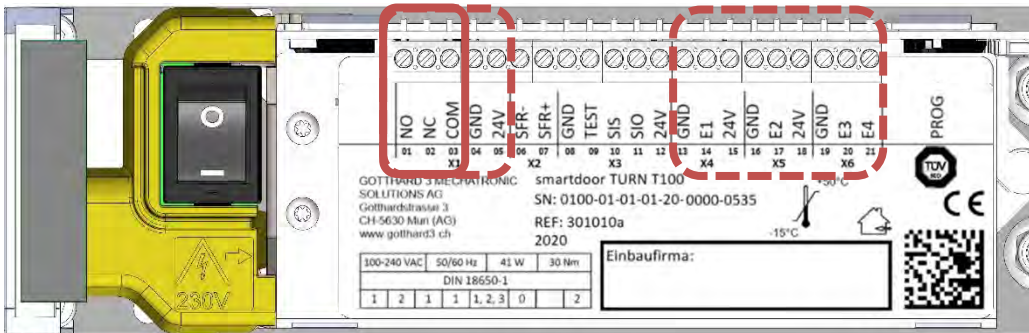 NO NC COM GND 24V SFR- SFR+ GND TEST SIS SIO 24V GND E1 24V GND E2 24V GND E3 E4 PROG
01 02 03 04 05 06 07 08 09 10 11 12 13 14 15 16 17 18 19 20 21
X1 X2 X3 X4 X5 X6
GOTTHARD 3 MECHATRONIC
SOLUTIONS AG
Gotthardstrasse 3
CH-5630 Muri (AG)
www.gotthard3.ch
smartdoor TURN T100
SN: 0100-01-01-01-20-0000-0535
REF: 301010a
2020
+50°C
-15°C
TÜV
CE
100-240 VAC 50/60 Hz 41 W 30 Nm
DIN 18650-1
1 2 1 1 1, 2, 3 0 2
Einbaufirma:
230V